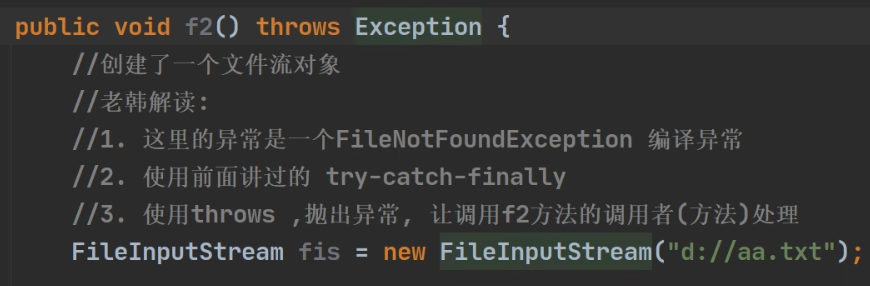 public void f2() throws Exception {
//创建了一个文件流对象
//老韩解读:
//1. 这里的异常是一个FileNotFoundException 编译异常
//2. 使用前面讲过的 try-catch-finally
//3. 使用throws ,抛出异常, 让调用f2方法的调用者(方法)处理
FileInputStream fis = new FileInputStream("d://aa.txt");